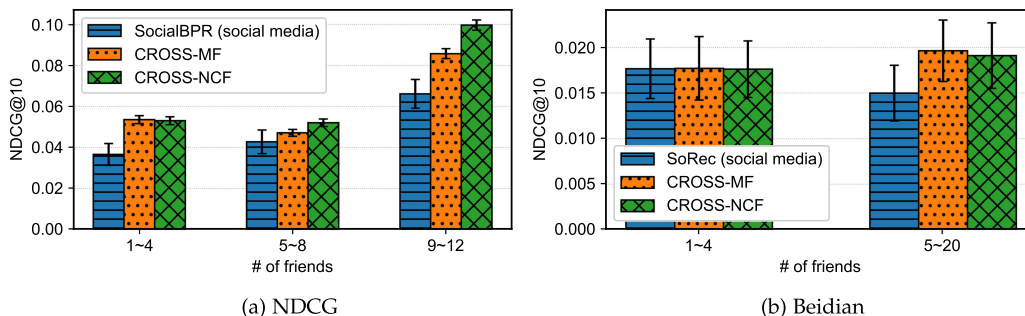 NDCG@10
0.10
0.08
0.06
0.04
0.02
0.00
SocialBPR (social media)
CROSS-MF
CROSS-NCF
1~4
5~8
9~12
# of friends
(a) NDCG
NDCG@10
0.020
0.015
0.010
0.005
0.000
SoRec (social media)
CROSS-MF
CROSS-NCF
1~4
5~20
# of friends
(b) Beidian